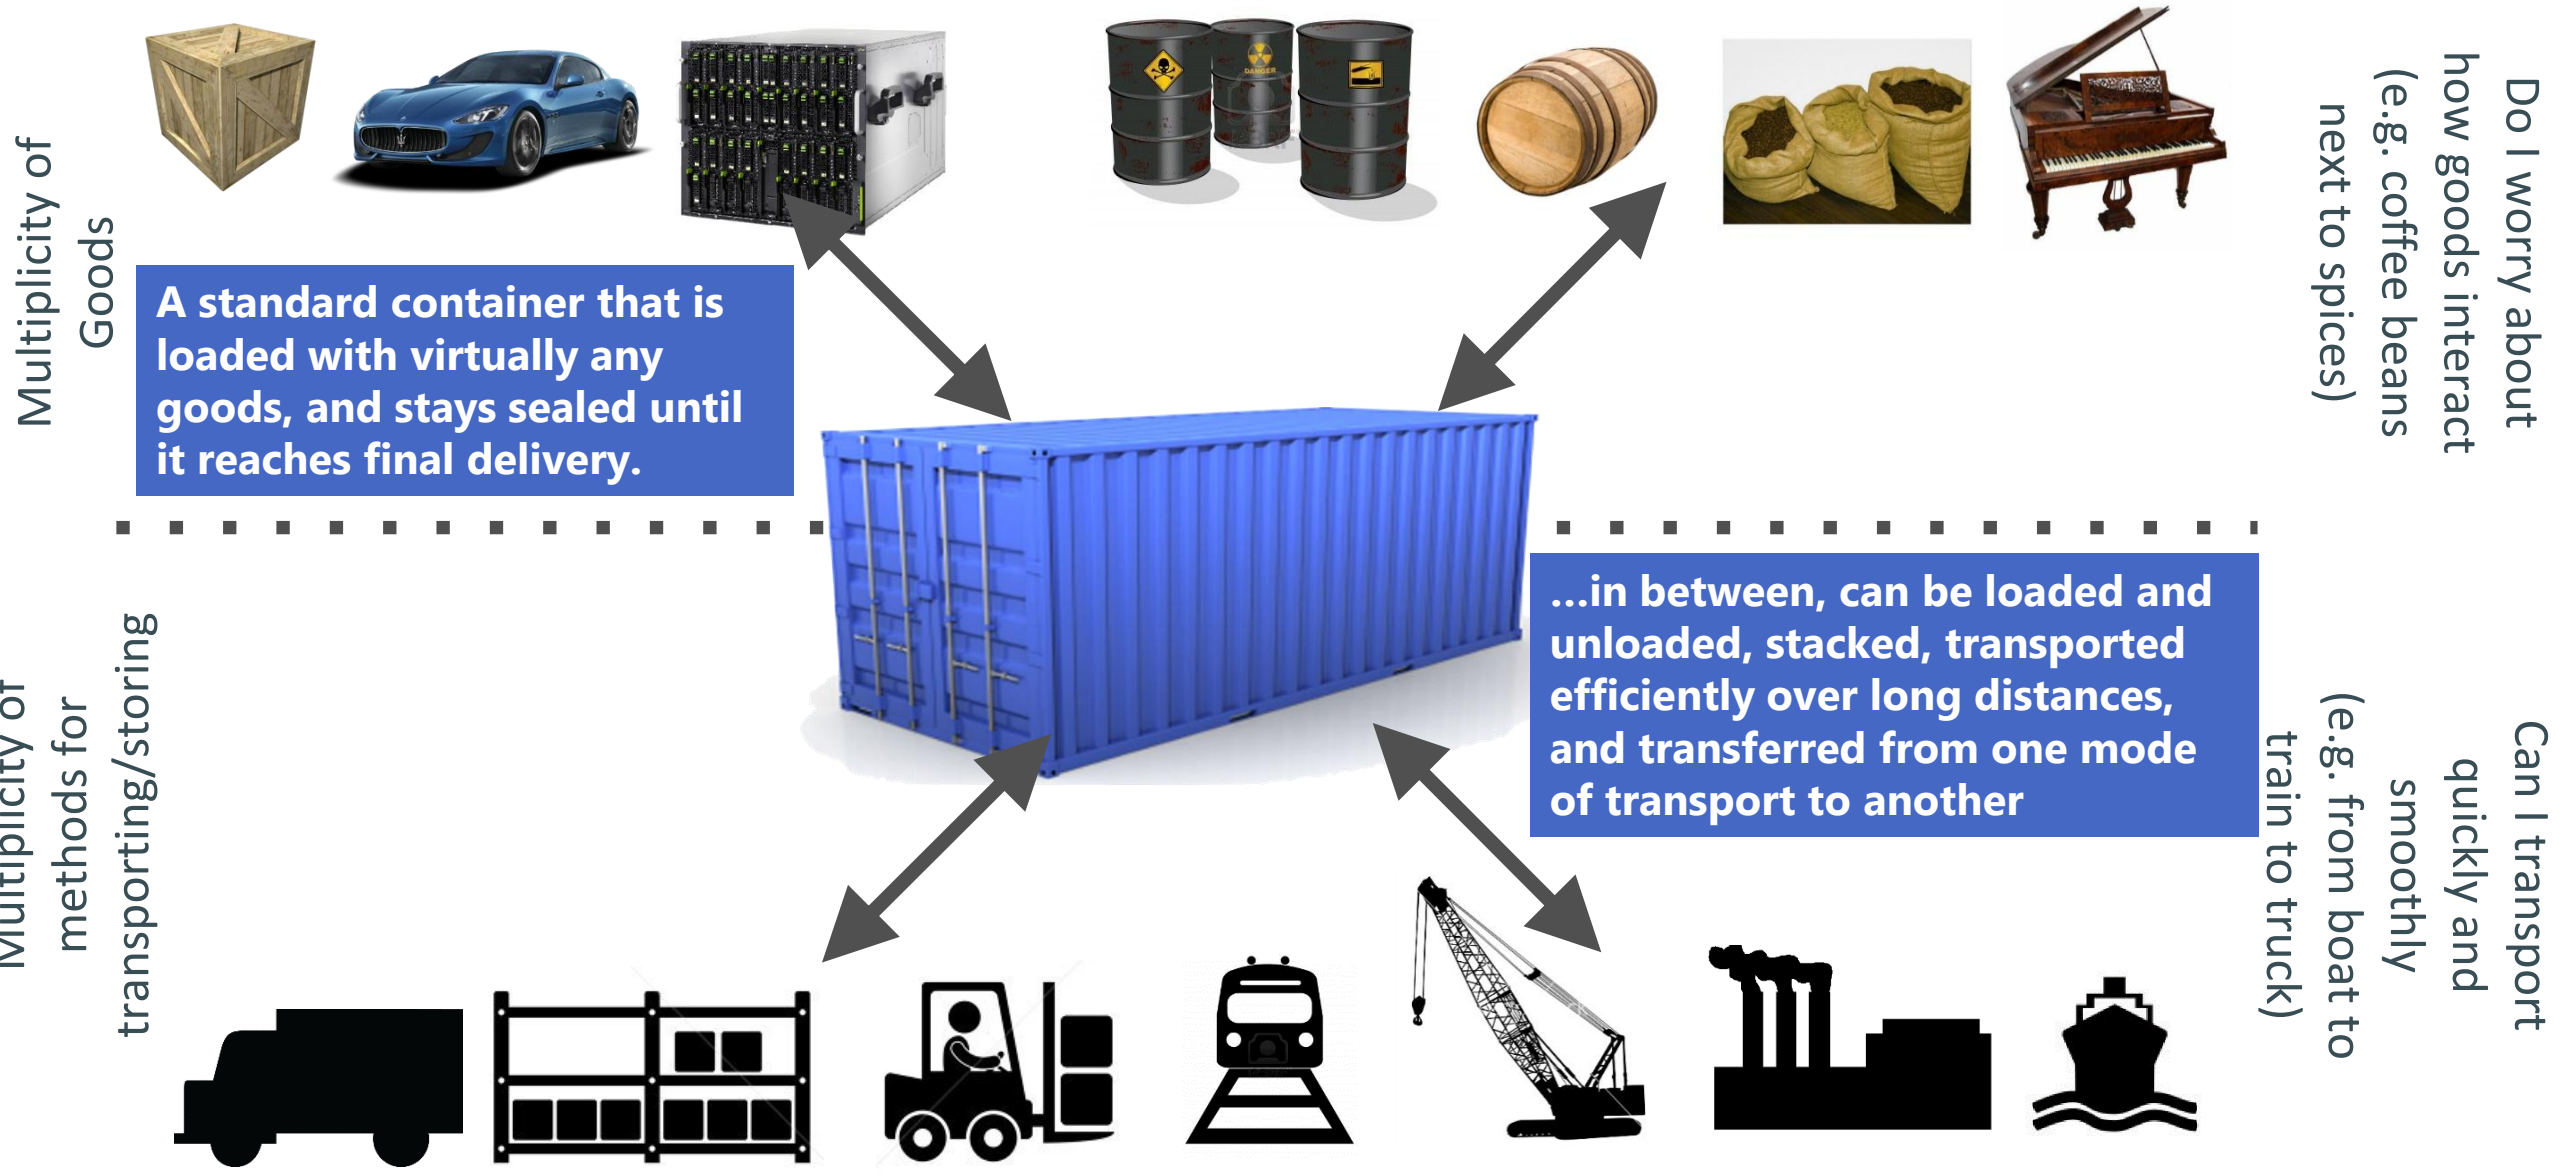 Multiplicity of
Goods
DANGER
A standard container that is
loaded with virtually any
goods, and stays sealed until
it reaches final delivery.
Do I worry about
how goods interact
(e.g. coffee beans
next to spices)
Multiplicity of
methods for
transporting/storing
...in between, can be loaded and
unloaded, stacked, transported
efficiently over long distances,
and transferred from one mode
of transport to another
Can I transport
quickly and
smoothly
(e.g. from boat to
train to truck)